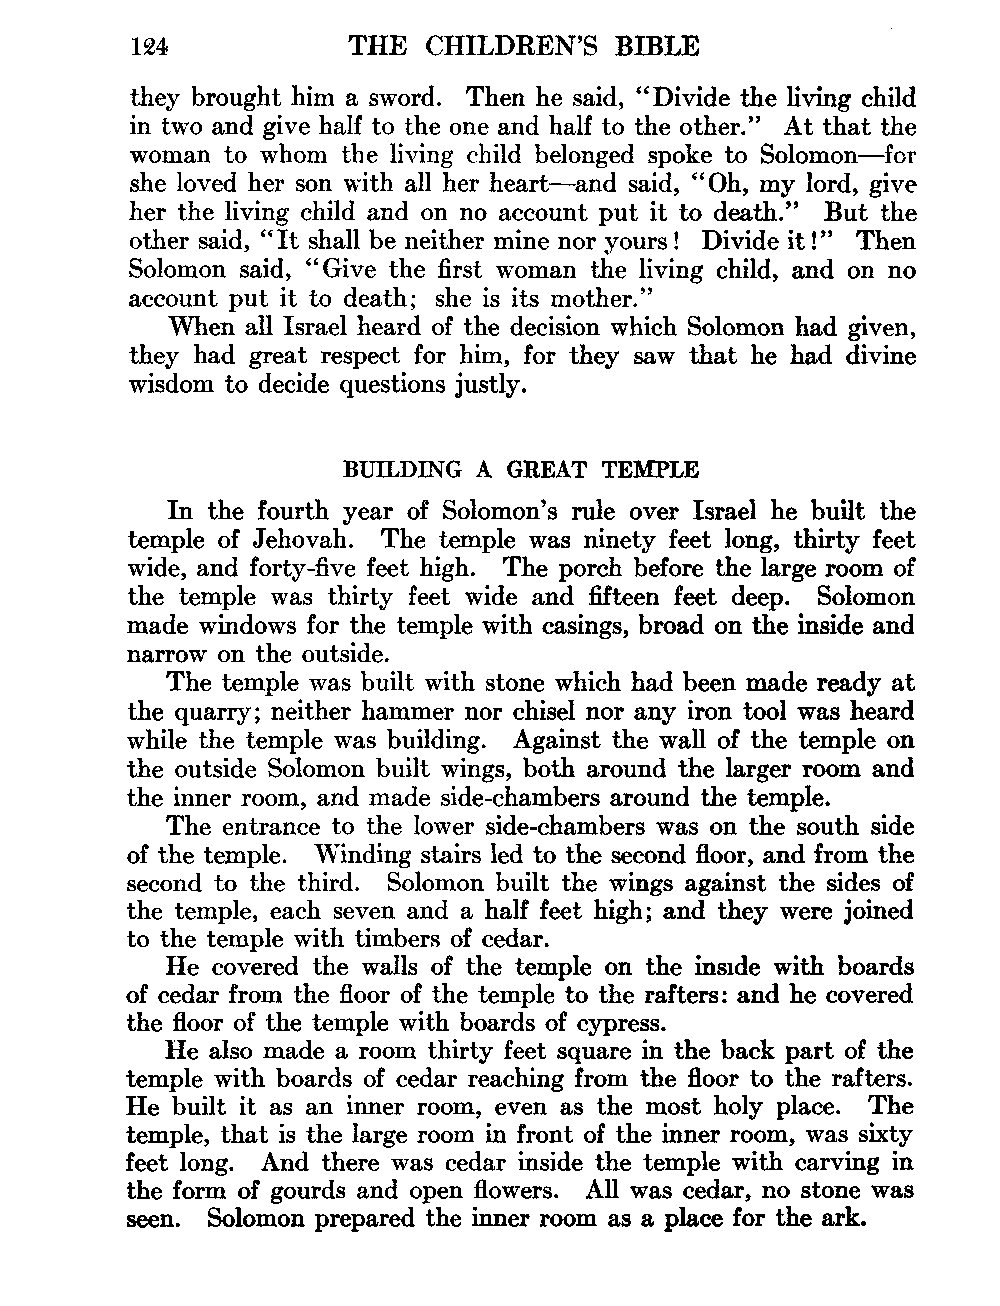 124 THE CHILDREN'S BIBLE
they brought him a sword. Then he said, "Divide the living child
in two and give half to the one and half to the other." At that the
woman to whom the living child belonged spoke to Solomon—for
she loved her son with all her heart—and said, "Oh, my lord, give
her the living child and on no account put it to death." But the
other said, "It shall be neither mine nor yours! Divide it!" Then
Solomon said, "Give the first woman the living child, and on no
account put it to death; she is its mother."
When all Israel heard of the decision which Solomon had given,
they had great respect for him, for they saw that he had divine
wisdom to decide questions justly.
BUILDING A GREAT TEMPLE
In the fourth year of Solomon's rule over Israel he built the
temple of Jehovah. The temple was ninety feet long, thirty feet
wide, and forty-five feet high. The porch before the large room of
the temple was thirty feet wide and fifteen feet deep. Solomon
made windows for the temple with casings, broad on the inside and
narrow on the outside.
The temple was built with stone which had been made ready at
the quarry; neither hammer nor chisel nor any iron tool was heard
while the temple was building. Against the wall of the temple on
the outside Solomon built wings, both around the larger room and
the inner room, and made side-chambers around the temple.
The entrance to the lower side-chambers was on the south side
of the temple. Winding stairs led to the second floor, and from the
second to the third. Solomon built the wings against the sides of
the temple, each seven and a half feet high; and they were joined
to the temple with timbers of cedar.
He covered the walls of the temple on the inside with boards
of cedar from the floor of the temple to the rafters: and he covered
the floor of the temple with boards of cypress.
He also made a room thirty feet square in the back part of the
temple with boards of cedar reaching from the floor to the rafters.
He built it as an inner room, even as the most holy place. The
temple, that is the large room in front of the inner room, was sixty
feet long. And there was cedar inside the temple with carving in
the form of gourds and open flowers. All was cedar, no stone was
seen. Solomon prepared the inner room as a place for the ark.